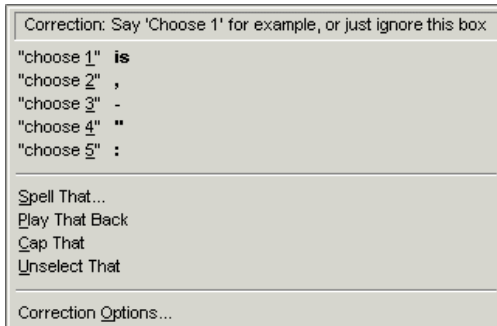 Correction: Say 'Choose 1' for example, or just ignore this box
"choose 1" is
"choose 2" ,
"choose 3" -
"choose 4" "
"choose 5" :
Spell That...
Play That Back
Cap That
Unselect That
Correction Options...